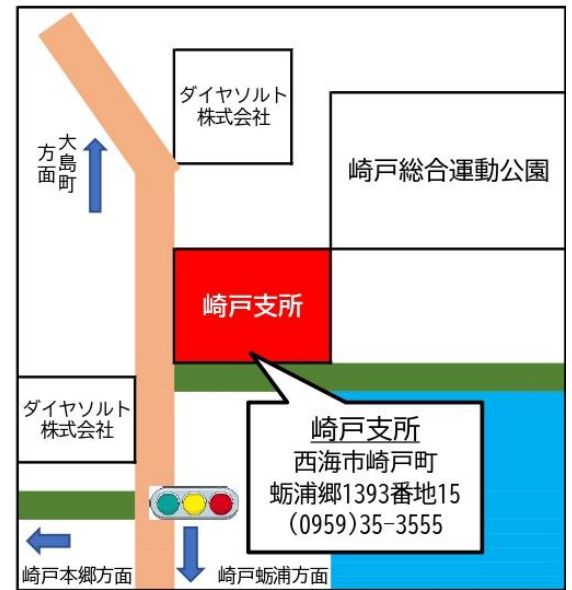 ダイヤソルト
株式会社
大島町
方面
崎戸総合運動公園
崎戸支所
ダイヤソルト
株式会社
崎戸支所
西海市崎戸町
蛎浦郷1393番地15
(0959)35-3555
崎戸本郷方面
崎戸蛎浦方面